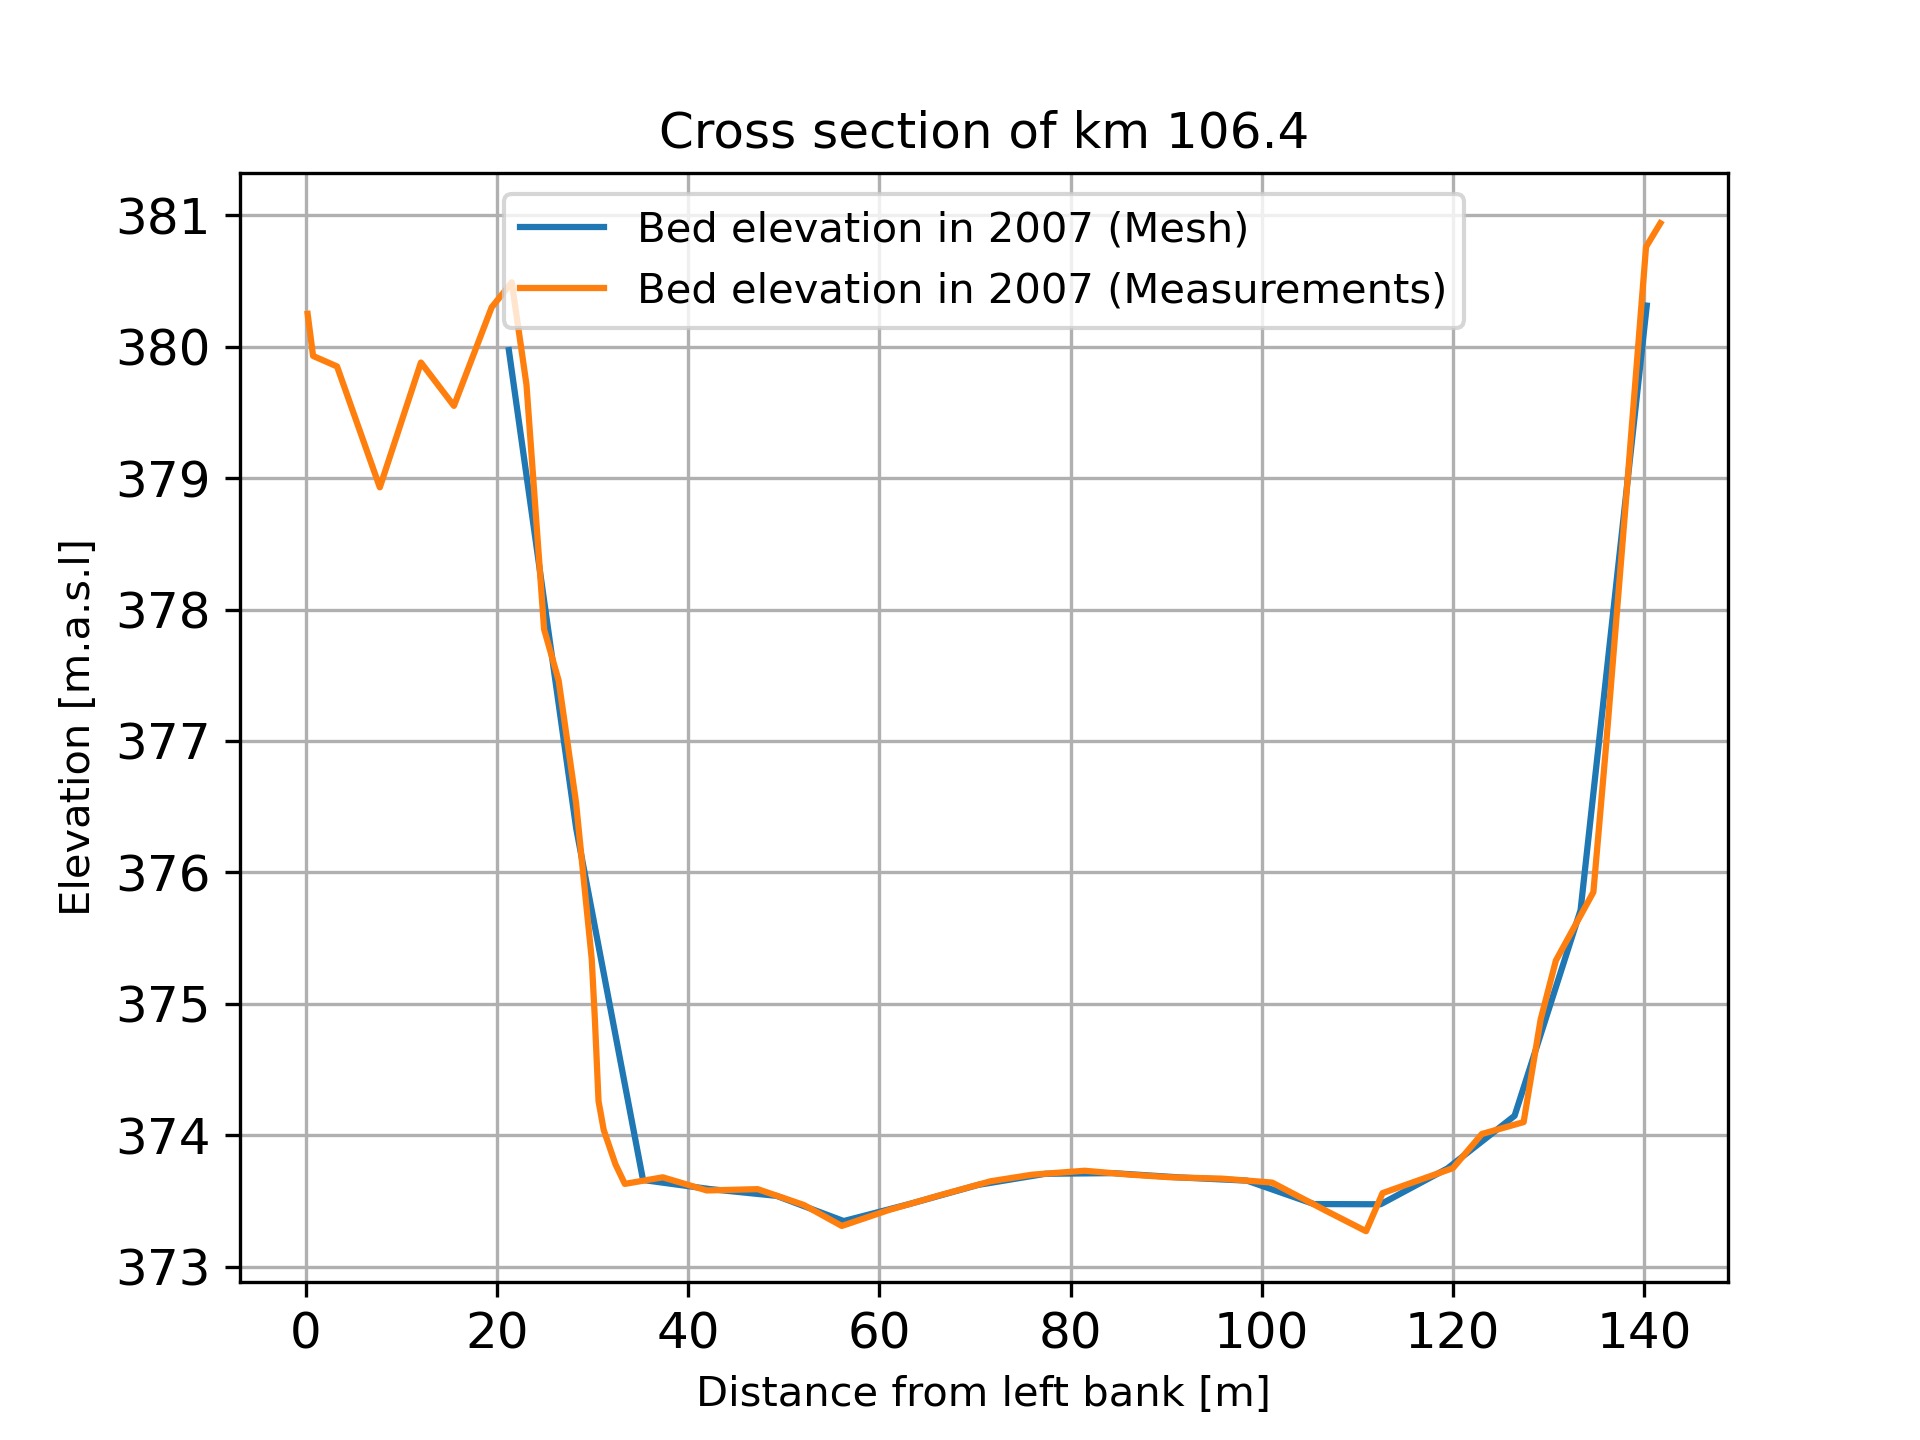 Cross section of km 106.4
Bed elevation in 2007 (Mesh)
Bed elevation in 2007 (Measurements)
Elevation [m.a.s.l]
381
380
379
378
377
376
375
374
373
0 20 40 60 80 100 120 140
Distance from left bank [m]